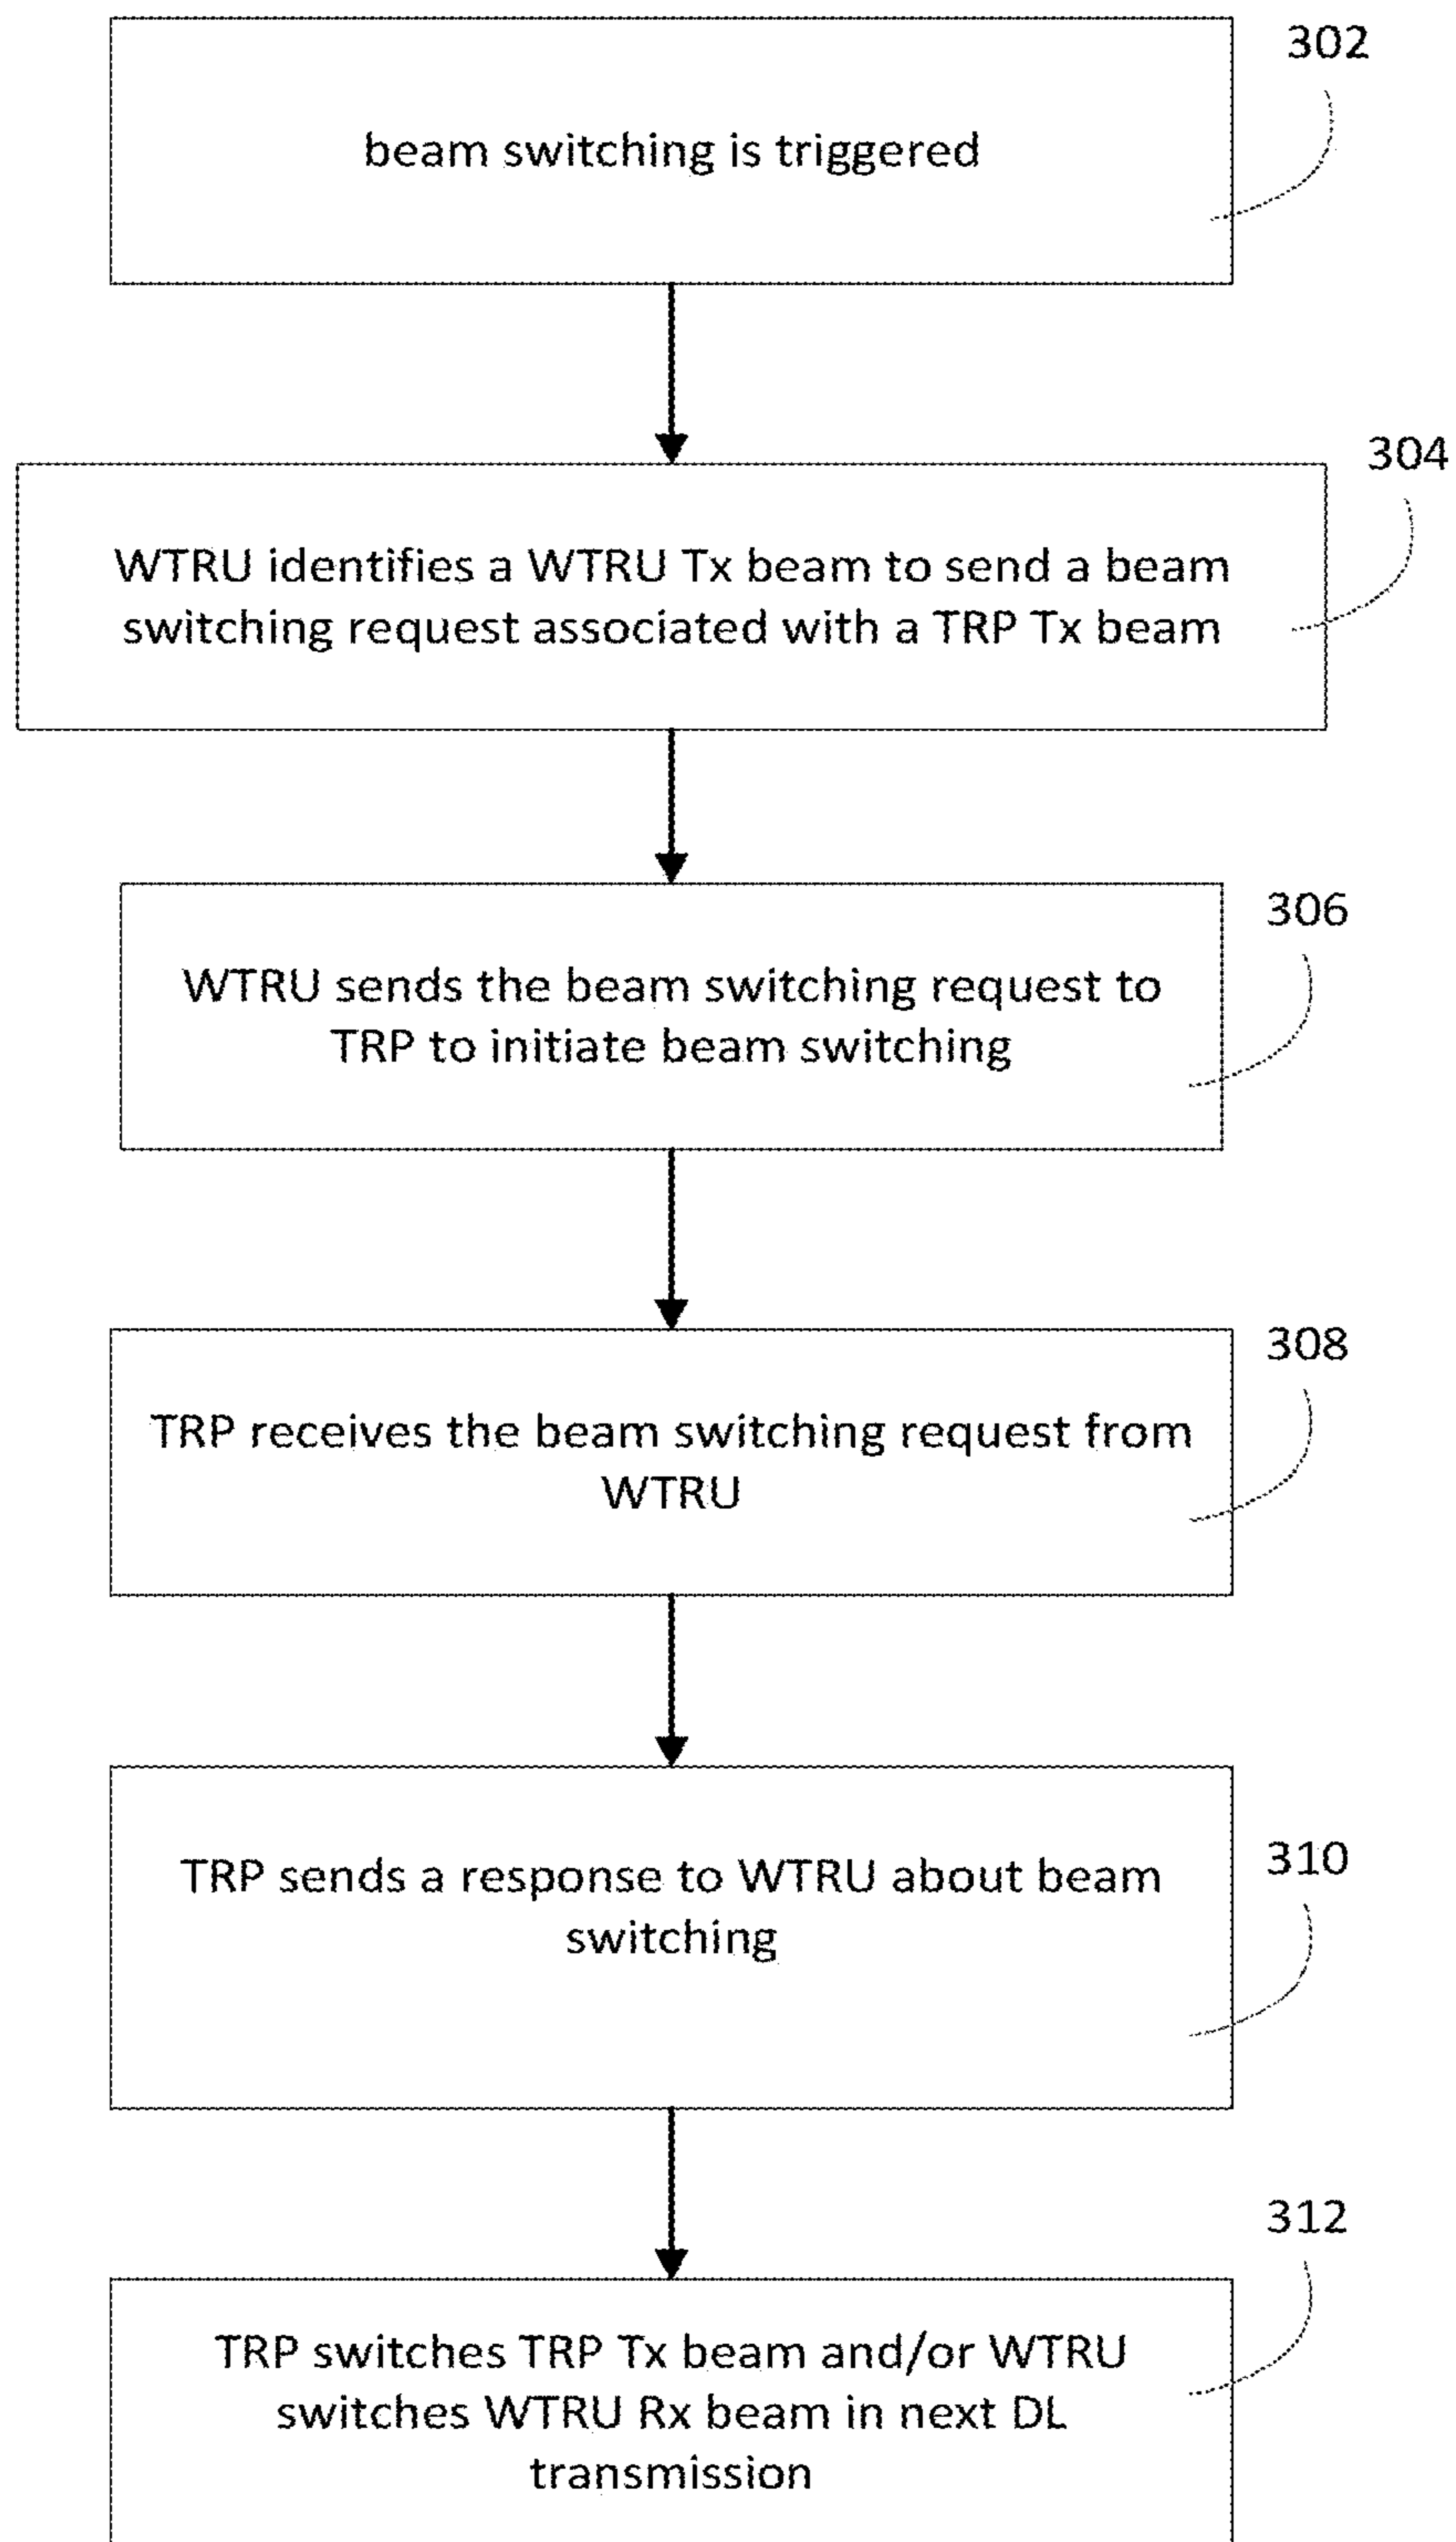 302
beam switching is triggered
304
WTRU identifies a WTRU Tx beam to send a beam
switching request associated with a TRP Tx beam
306
WTRU sends the beam switching request to
TRP to initiate beam switching
308
TRP receives the beam switching request from
WTRU
310
TRP sends a response to WTRU about beam
switching
312
TRP switches TRP Tx beam and/or WTRU
switches WTRU Rx beam in next DL
transmission